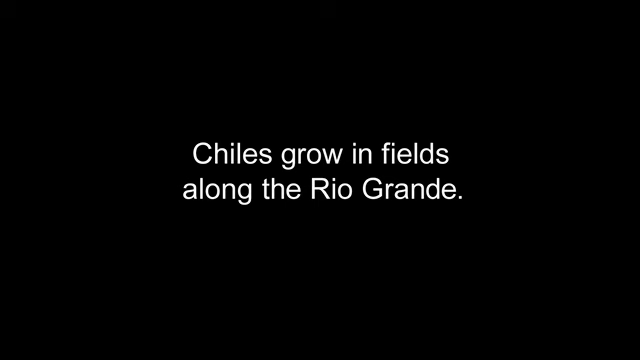 Chiles grow in fields
along the Rio Grande.